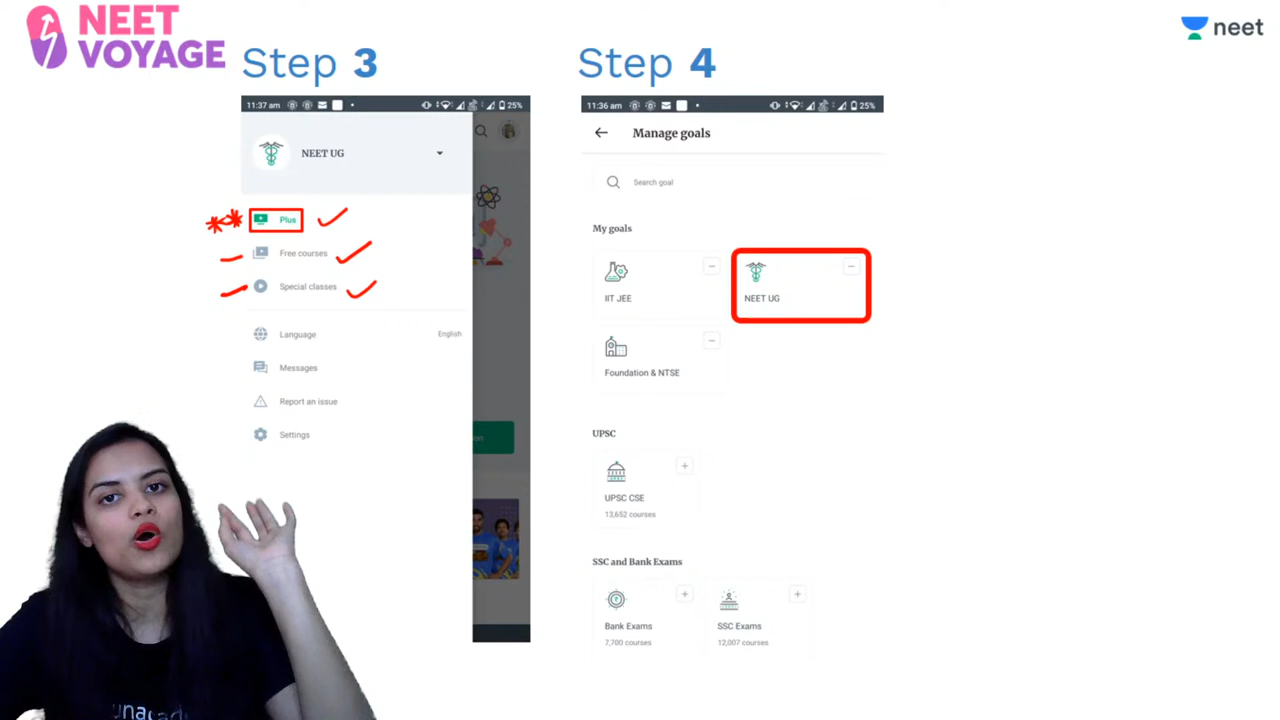 NEET
VOYAGE
neet
Step 3
11:37 am
25%
NEET UG
Plus
Free courses
Special classes
Language English
Messages
Report an issue
Settings
Step 4
11:36 am
25%
Manage goals
Search goal
My goals
IIT JEE
NEET UG
Foundation & NTSE
UPSC
UPSC CSE
13,652 courses
SSC and Bank Exams
Bank Exams
7,700 courses
SSC Exams
12,007 courses